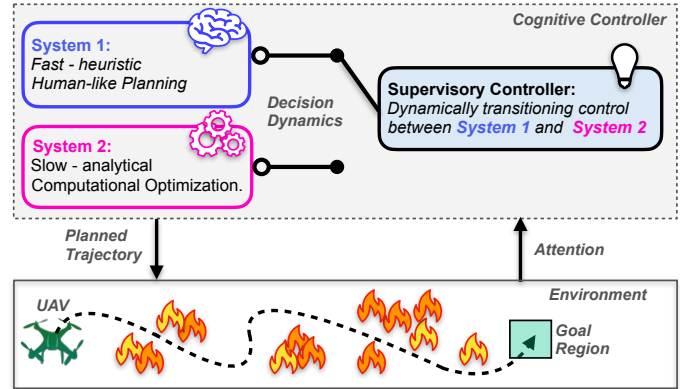 Cognitive Controller
System 1:
Fast - heuristic
Human-like Planning
Decision
Dynamics
Supervisory Controller:
Dynamically transitioning control
between System 1 and System 2
System 2:
Slow - analytical
Computational Optimization.
Planned
Trajectory
Attention
UAV
Environment
Goal
Region